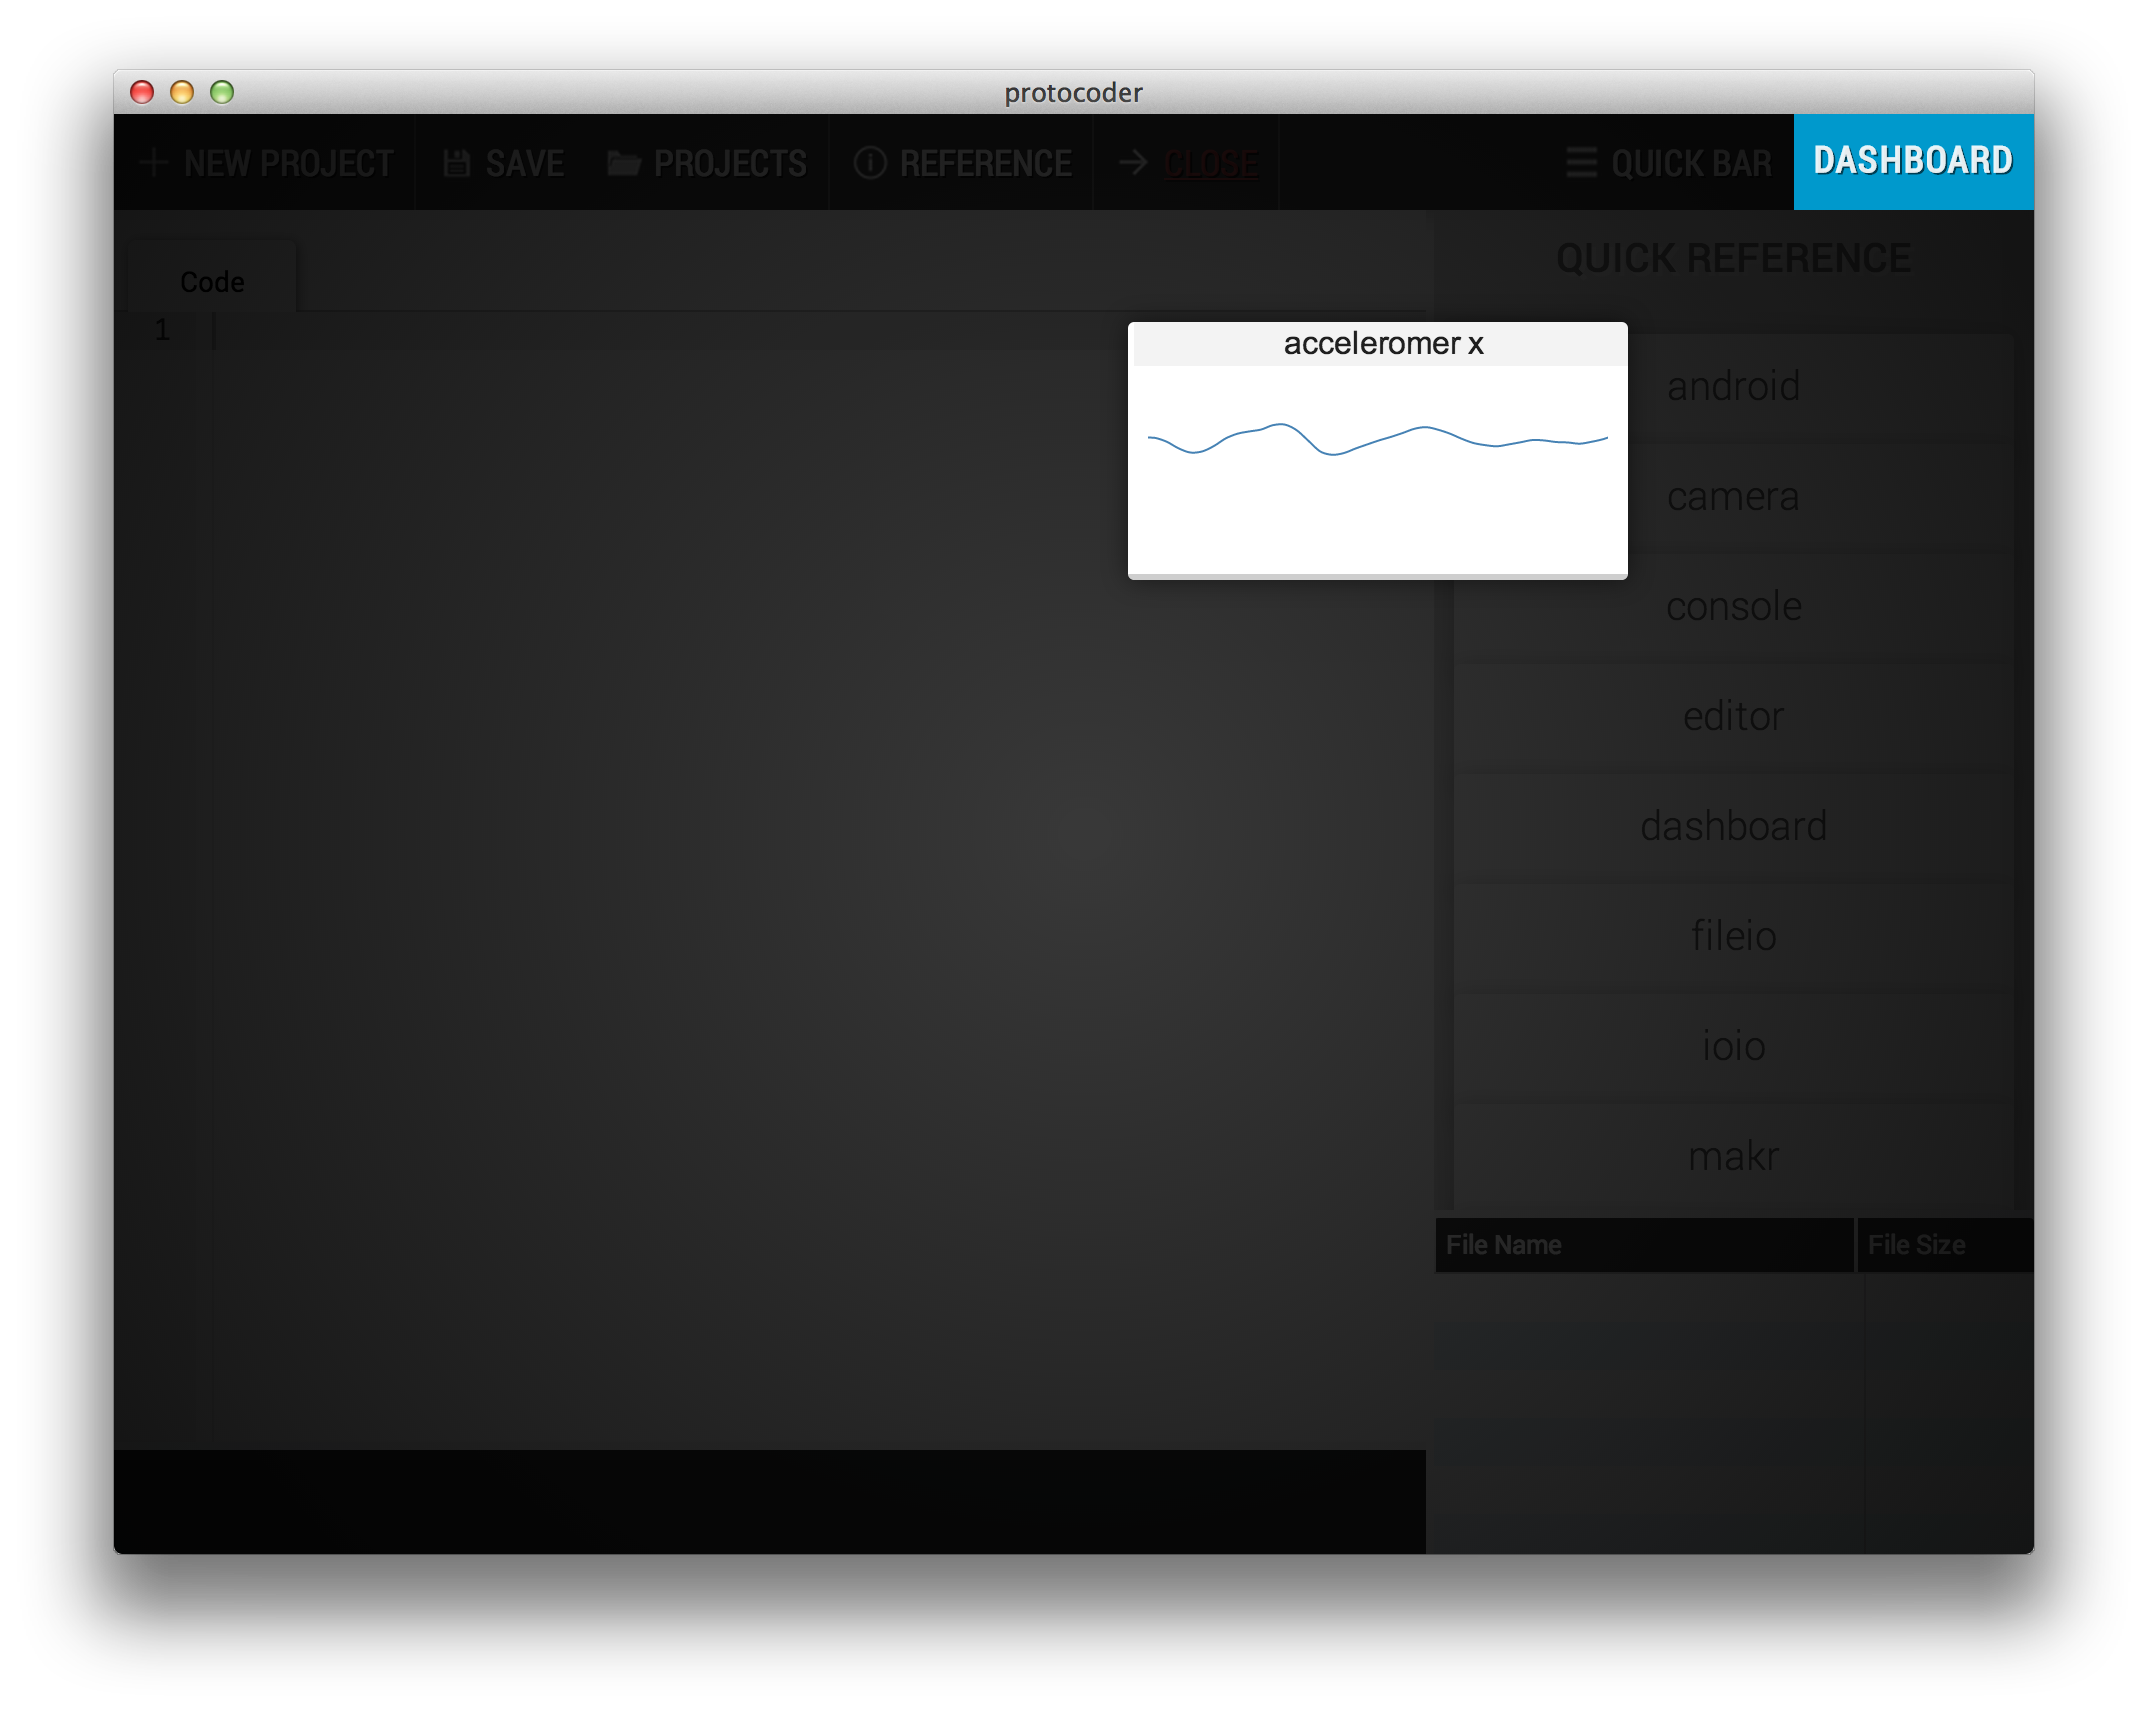 protocoder
NEW PROJECT SAVE PROJECTS REFERENCE CLOSE QUICK BAR DASHBOARD
Code
1
QUICK REFERENCE
acceleromer x
android
camera
console
editor
dashboard
fileio
ioio
makr
File Name File Size